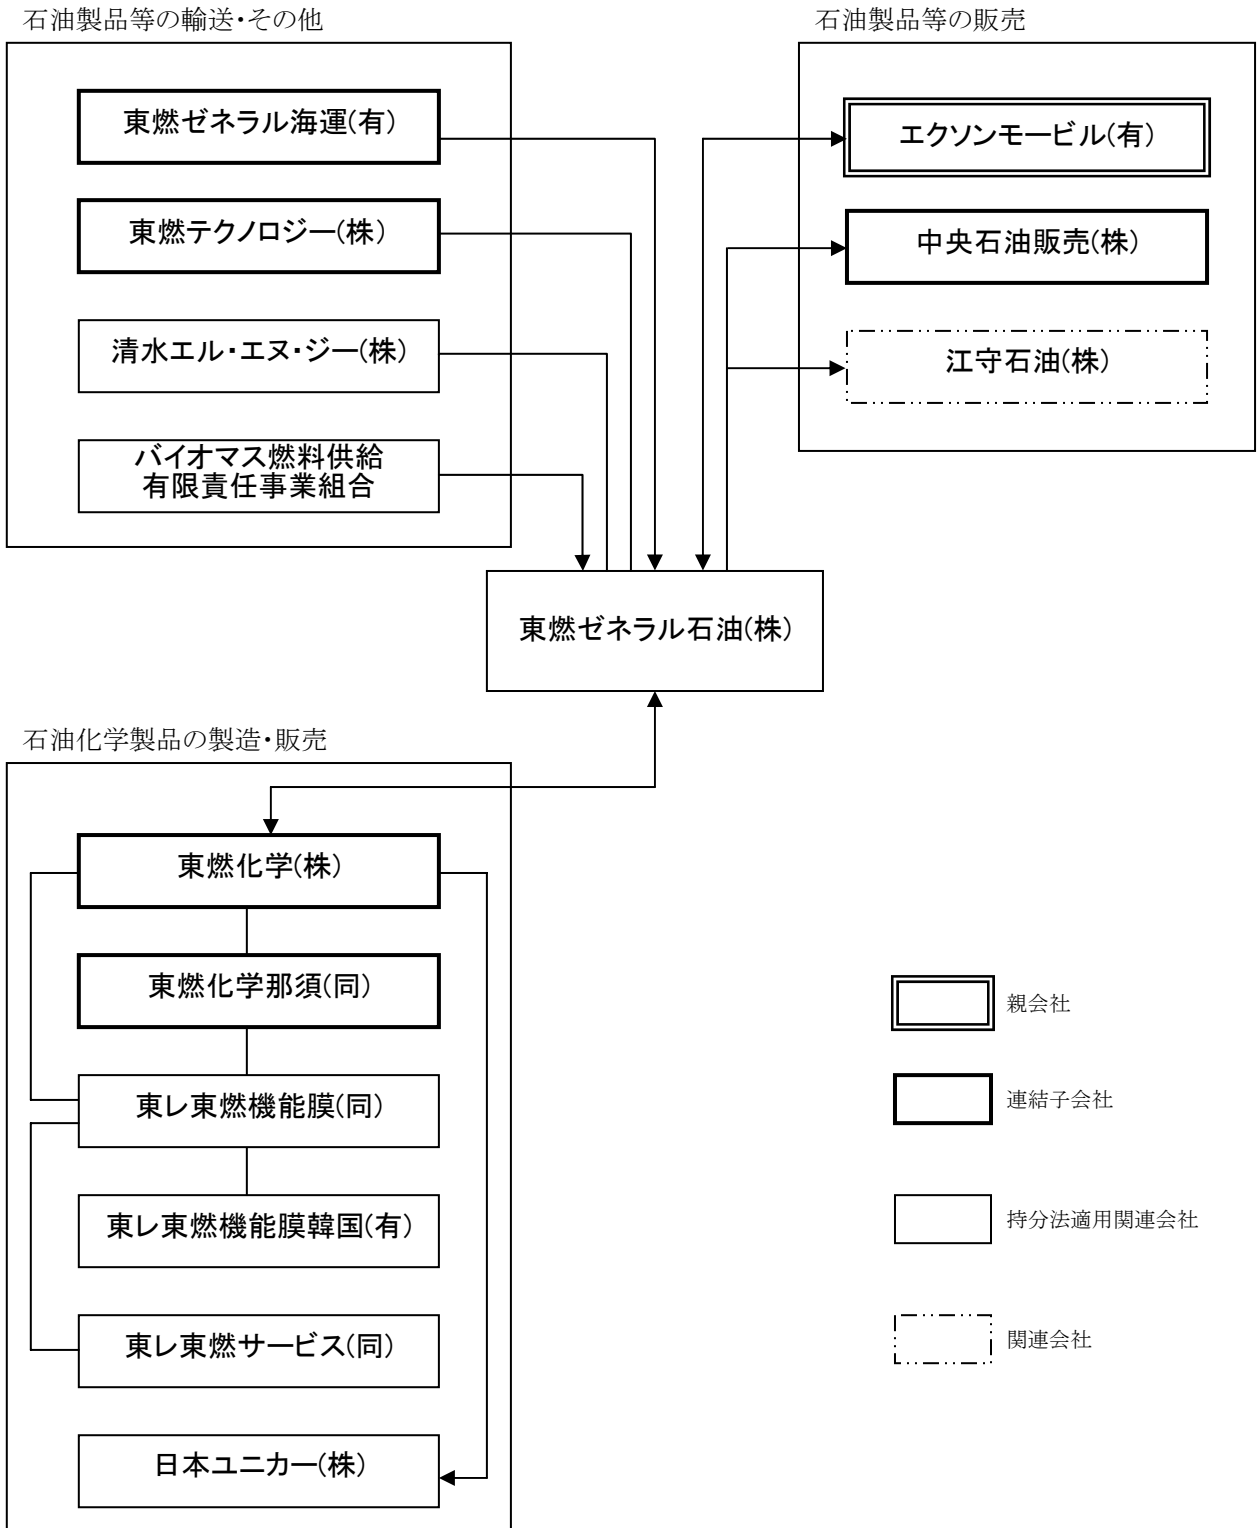 石油製品等の輸送・その他
東燃ゼネラル海運(有)
東燃テクノロジー(株)
清水エル・エヌ・ジー(株)
バイオマス燃料供給
有限責任事業組合
石油製品等の販売
エクソンモービル(有)
中央石油販売(株)
江守石油(株)
東燃ゼネラル石油(株)
石油化学製品の製造・販売
東燃化学(株)
東燃化学那須(同)
東レ東燃機能膜(同)
東レ東燃機能膜韓国(有)
東レ東燃サービス(同)
日本ユニカー(株)
親会社
連結子会社
持分法適用関連会社
関連会社